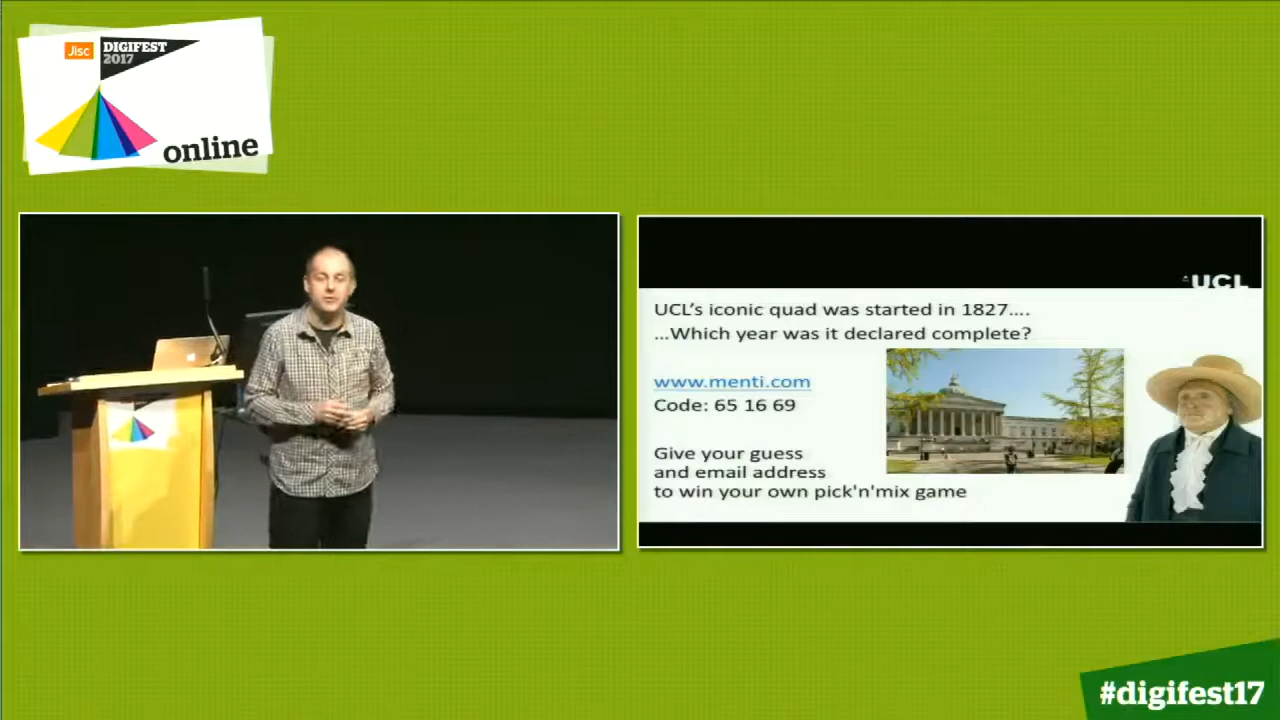 Jisc
DIGIFEST
2017
online
UCL
UCL's iconic quad was started in 1827....
...Which year was it declared complete?
www.menti.com
Code: 65 16 69
Give your guess
and email address
to win your own pick'n'mix game
#digifest17